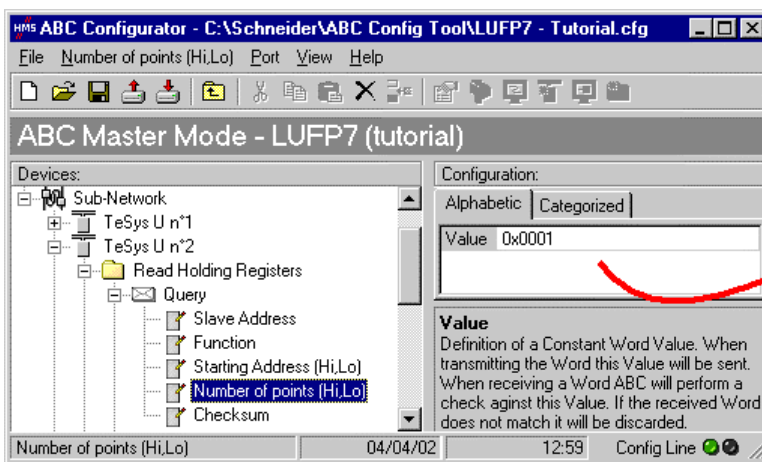 HMS ABC Configurator - C:\Schneider\ABC Config Tool\LUFP7 - Tutorial.cfg
File Number of points (Hi,Lo) Port View Help
ABC Master Mode - LUFP7 (tutorial)
Devices:
Sub-Network
TeSys U n°1
TeSys U n°2
Read Holding Registers
Query
Slave Address
Function
Starting Address (Hi,Lo)
Number of points (Hi,Lo)
Checksum
Configuration:
Alphabetic Categorized
Value 0x0001
Value
Definition of a Constant Word Value. When
transmitting the Word this Value will be sent.
When receiving a Word ABC will perform a
check aginst this Value. If the received Word
does not match it will be discarded.
Number of points (Hi,Lo) 04/04/02 12:59 Config Line